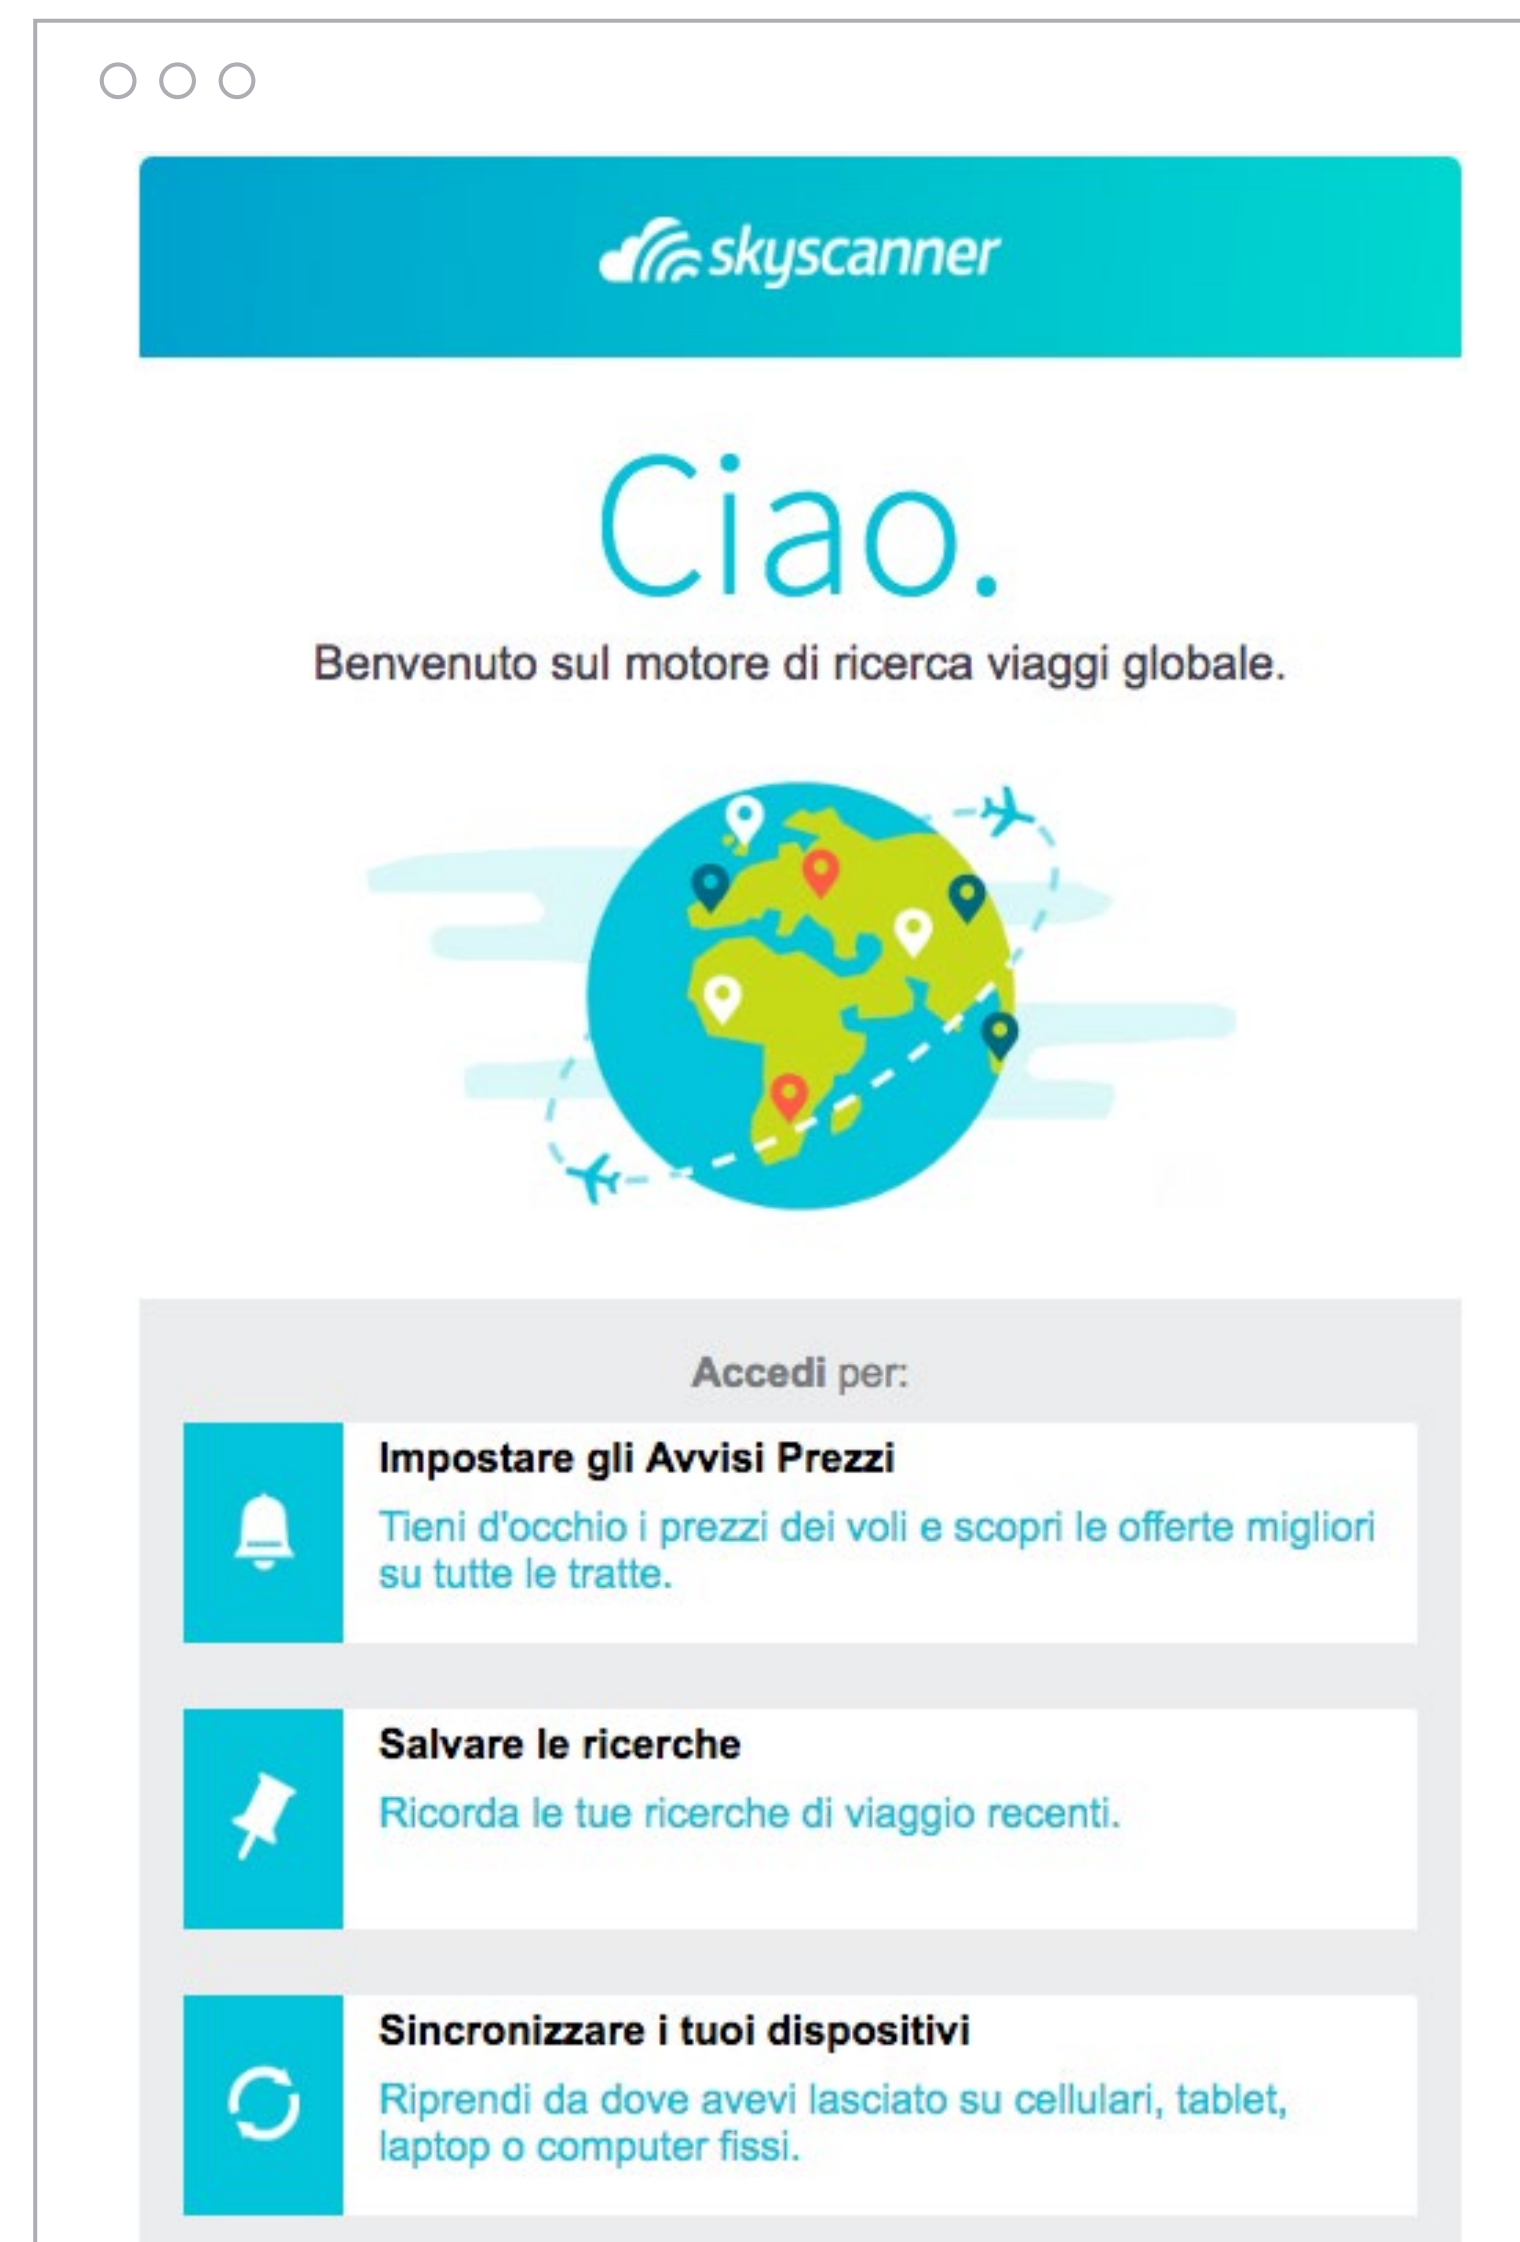 skyscanner
Ciao.
Benvenuto sul motore di ricerca viaggi globale.
Accedi per:
Impostare gli Avvisi Prezzi
Tieni d'occhio i prezzi dei voli e scopri le offerte migliori
su tutte le tratte.
Salvare le ricerche
Ricorda le tue ricerche di viaggio recenti.
Sincronizzare i tuoi dispositivi
Riprendi da dove avevi lasciato su cellulari, tablet,
laptop o computer fissi.